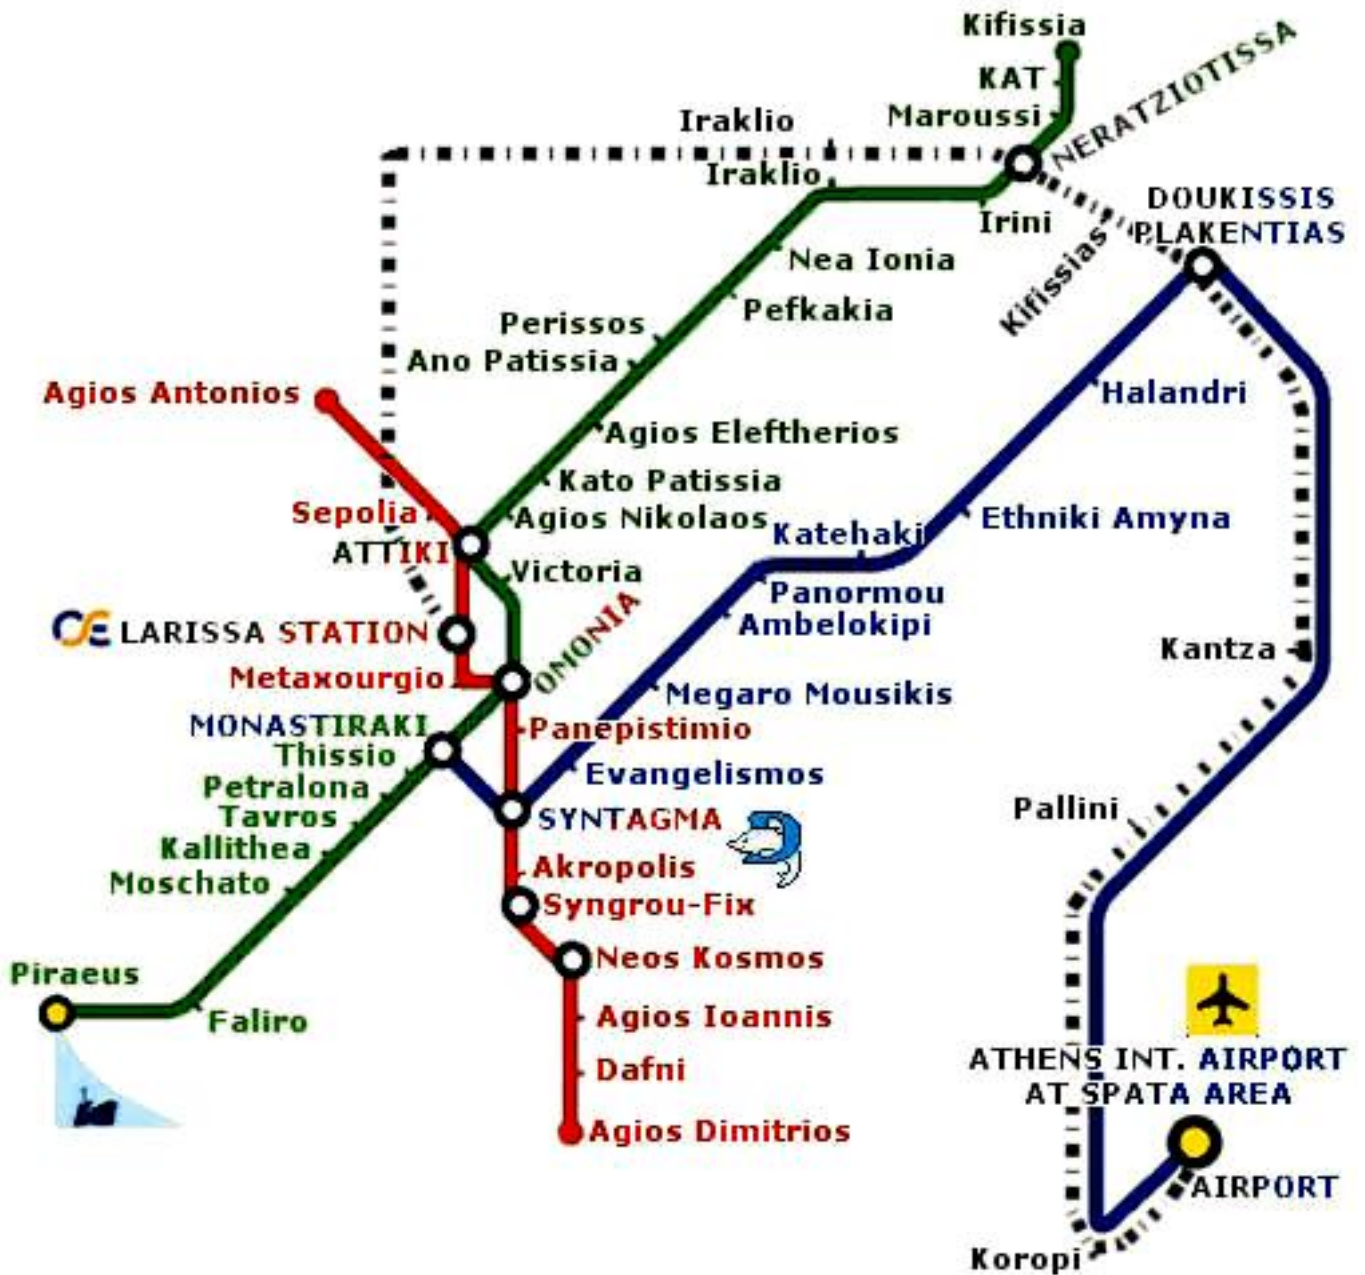 Kifissia
KAT
Maroussi
NERATZIOTISSA
Iraklio
Iraklio
Irini
DOUKISSIS
PLAKENTIAS
Kifissias
Nea Ionia
Pefkakia
Perissos
Ano Patissia
Agios Antonios
Halandri
Agios Eleftherios
Kato Patissia
Sepolia
Agios Nikolaos
Katehaki
Ethniki Amyna
ATTIKI
Victoria
Panormou
Ambelokipi
LARISSA STATION
OMONIA
Kantza
Metaxourgio
Megaro Mousikis
MONASTIRAKI
Panepistimio
Thissio
Evangelismos
Petralona
Tavros
SYNTAGMA
Pallini
Kallithea
Akropolis
Moschato
Syngrou-Fix
Neos Kosmos
Piraeus
Faliro
Agios Ioannis
ATHENS INT. AIRPORT
AT SPATA AREA
Dafni
Agios Dimitrios
AIRPORT
Koropi